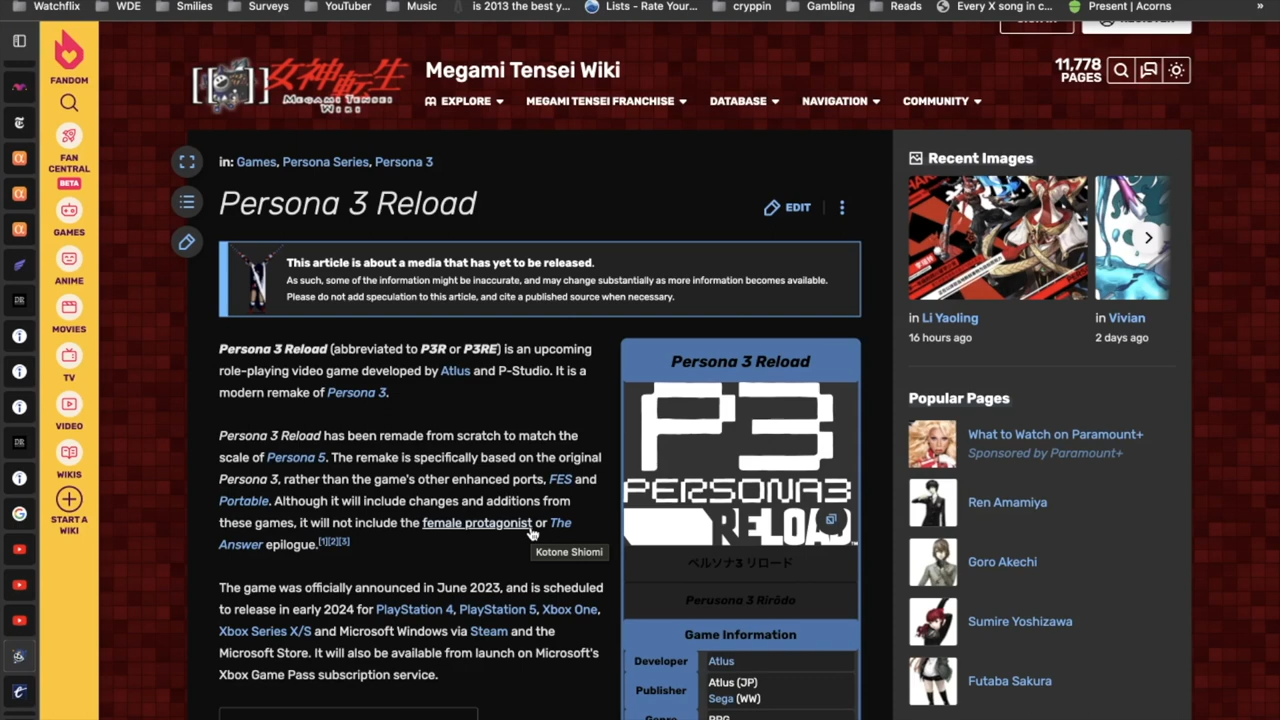 Watchflix WDE Smilies Surveys YouTube Music is 2013 the best y... Lists - Rate Your... cryppin Gambling Reads Every X song in c... Present | Acorns »
REGISTER
FANDOM
FAN CENTRAL
BETA
GAMES
ANIME
MOVIES
TV
VIDEO
WIKIS
START A WIKI
女神転生
MEGAMI TENSEI
WIKI
Megami Tensei Wiki
11,778 PAGES
EXPLORE MEGAMI TENSEI FRANCHISE DATABASE NAVIGATION COMMUNITY
in: Games, Persona Series, Persona 3
Persona 3 Reload
EDIT
This article is about a media that has yet to be released.
As such, some of the information might be inaccurate, and may change substantially as more information becomes available.
Please do not add speculation to this article, and cite a published source when necessary.
Persona 3 Reload (abbreviated to P3R or P3RE) is an upcoming
role-playing video game developed by Atlus and P-Studio. It is a
modern remake of Persona 3.
Persona 3 Reload has been remade from scratch to match the
scale of Persona 5. The remake is specifically based on the original
Persona 3, rather than the game's other enhanced ports, FES and
Portable. Although it will include changes and additions from
these games, it will not include the female protagonist or The
Answer epilogue.[1][2][3]
Kotone Shiomi
The game was officially announced in June 2023, and is scheduled
to release in early 2024 for PlayStation 4, PlayStation 5, Xbox One,
Xbox Series X/S and Microsoft Windows via Steam and the
Microsoft Store. It will also be available from launch on Microsoft's
Xbox Game Pass subscription service.
Persona 3 Reload
P3
PERSONA3
RELOAD
ペルソナ3 リロード
Perusona 3 Rirōdo
Game Information
Developer Atlus
Publisher Atlus (JP)
Sega (WW)
Genre RPG
Recent Images
in Li Yaoling
16 hours ago
in Vivian
2 days ago
Popular Pages
What to Watch on Paramount+
Sponsored by Paramount+
Ren Amamiya
Goro Akechi
Sumire Yoshizawa
Futaba Sakura